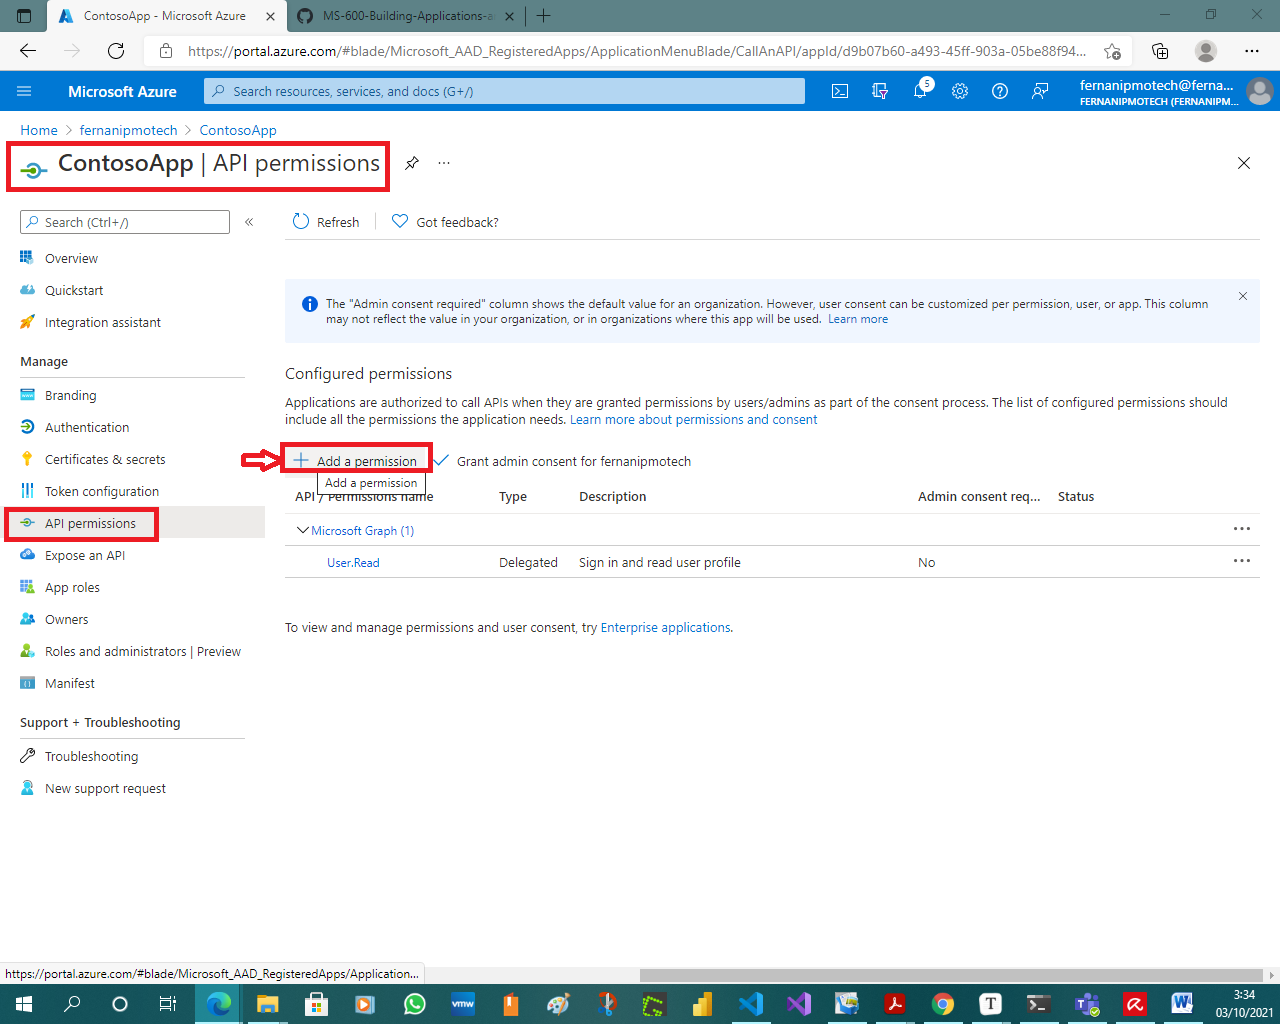 ContosoApp - Microsoft Azure
MS-600-Building-Applications-a
https://portal.azure.com/#blade/Microsoft_AAD_RegisteredApps/ApplicationMenuBlade/CallAnAPI/appId/d9b07b60-a493-45ff-903a-05be88f94...
Microsoft Azure
Search resources, services, and docs (G+/)
5
fernanipmotech@ferna...
FERNANIPMOTECH (FERNANIPM...
Home > fernanipmotech > ContosoApp
ContosoApp | API permissions
Search (Ctrl+/)
Refresh
Got feedback?
Overview
Quickstart
Integration assistant
Manage
Branding
Authentication
Certificates & secrets
Token configuration
API permissions
Expose an API
App roles
Owners
Roles and administrators | Preview
Manifest
Support + Troubleshooting
Troubleshooting
New support request
The "Admin consent required" column shows the default value for an organization. However, user consent can be customized per permission, user, or app. This column
may not reflect the value in your organization, or in organizations where this app will be used. Learn more
Configured permissions
Applications are authorized to call APIs when they are granted permissions by users/admins as part of the consent process. The list of configured permissions should
include all the permissions the application needs. Learn more about permissions and consent
Add a permission
Grant admin consent for fernanipmotech
Add a permission
API / Permissions name Type Description Admin consent req... Status
Microsoft Graph (1)
User.Read Delegated Sign in and read user profile No
To view and manage permissions and user consent, try Enterprise applications.
https://portal.azure.com/#blade/Microsoft_AAD_RegisteredApps/Application...
vmw
T
W
3:34
03/10/2021